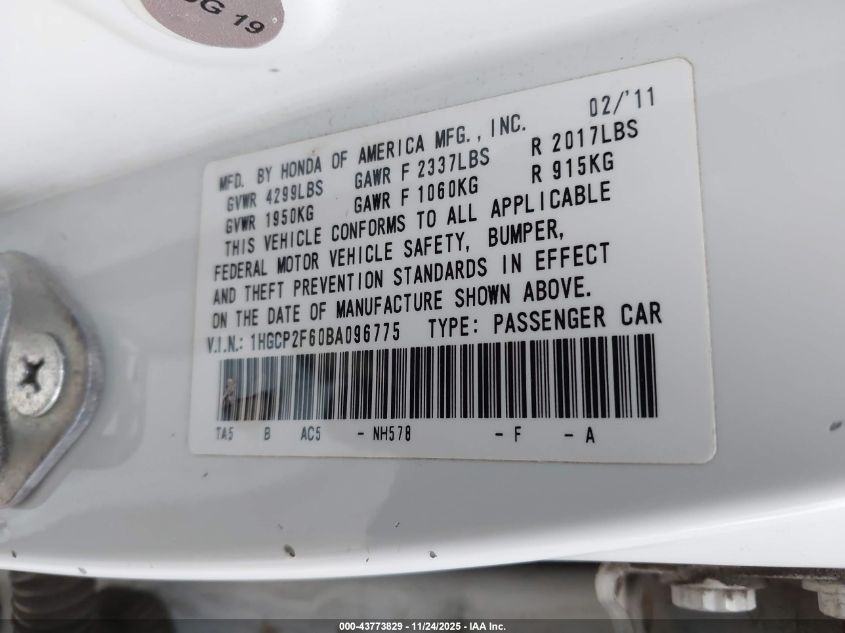 UG 19
02/'11
MFD. BY HONDA OF AMERICA MFG., INC.
GVWR 4299LBS GAWR F 2337LBS R 2017LBS
GVWR 1950KG GAWR F 1060KG R 915KG
THIS VEHICLE CONFORMS TO ALL APPLICABLE
FEDERAL MOTOR VEHICLE SAFETY, BUMPER,
AND THEFT PREVENTION STANDARDS IN EFFECT
ON THE DATE OF MANUFACTURE SHOWN ABOVE.
V.I.N.: 1HGCP2F60BA096775 TYPE: PASSENGER CAR
TA5 B AC5 - NH578 - F - A
000-43773829 - 11/24/2025 - IAA Inc.